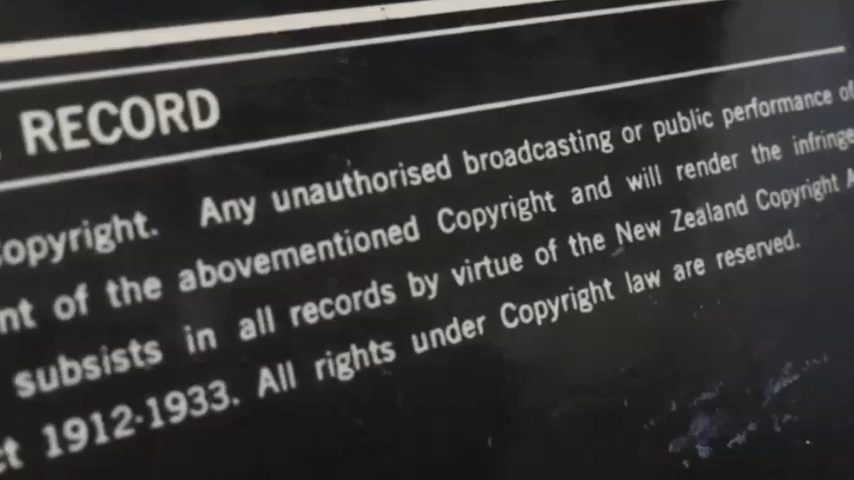 RECORD
opyright. Any unauthorised broadcasting or public performance of
nt of the abovementioned Copyright and will render the infringe
subsists in all records by virtue of the New Zealand Copyright A
ct 1912-1933. All rights under Copyright law are reserved.